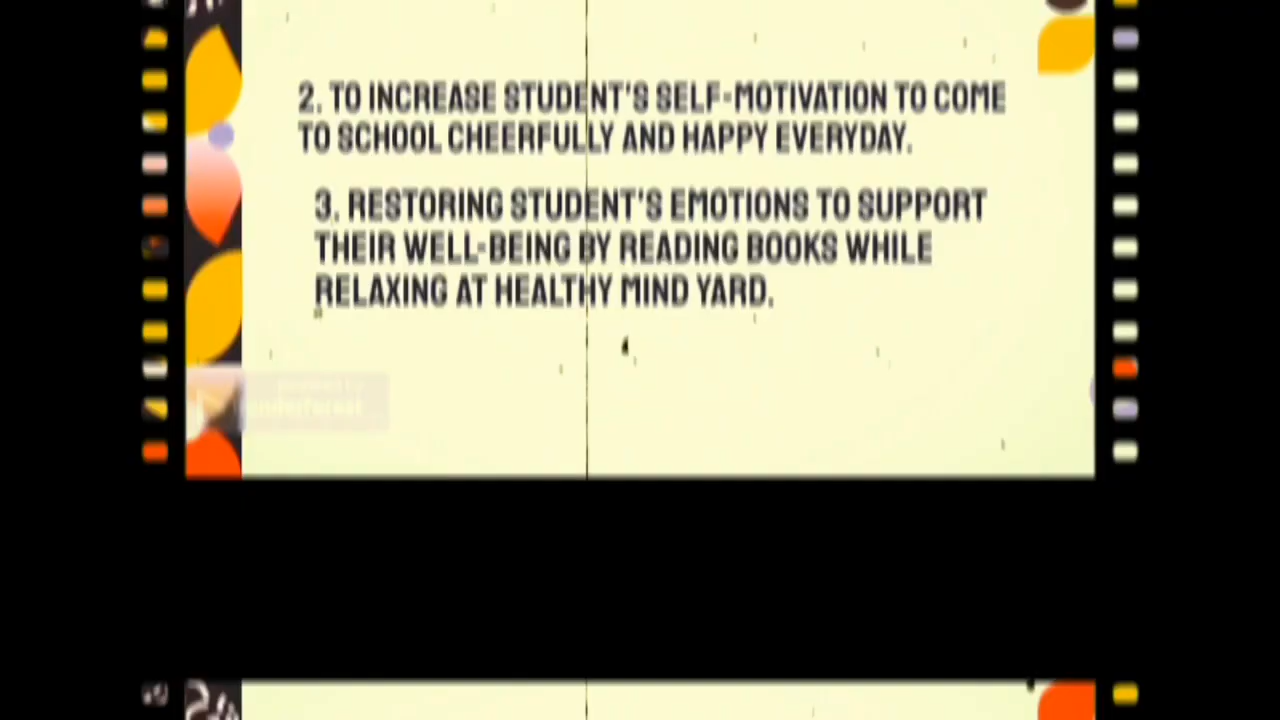 2. TO INCREASE STUDENT'S SELF-MOTIVATION TO COME
TO SCHOOL CHEERFULLY AND HAPPY EVERYDAY.
3. RESTORING STUDENT'S EMOTIONS TO SUPPORT
THEIR WELL-BEING BY READING BOOKS WHILE
RELAXING AT HEALTHY MIND YARD.